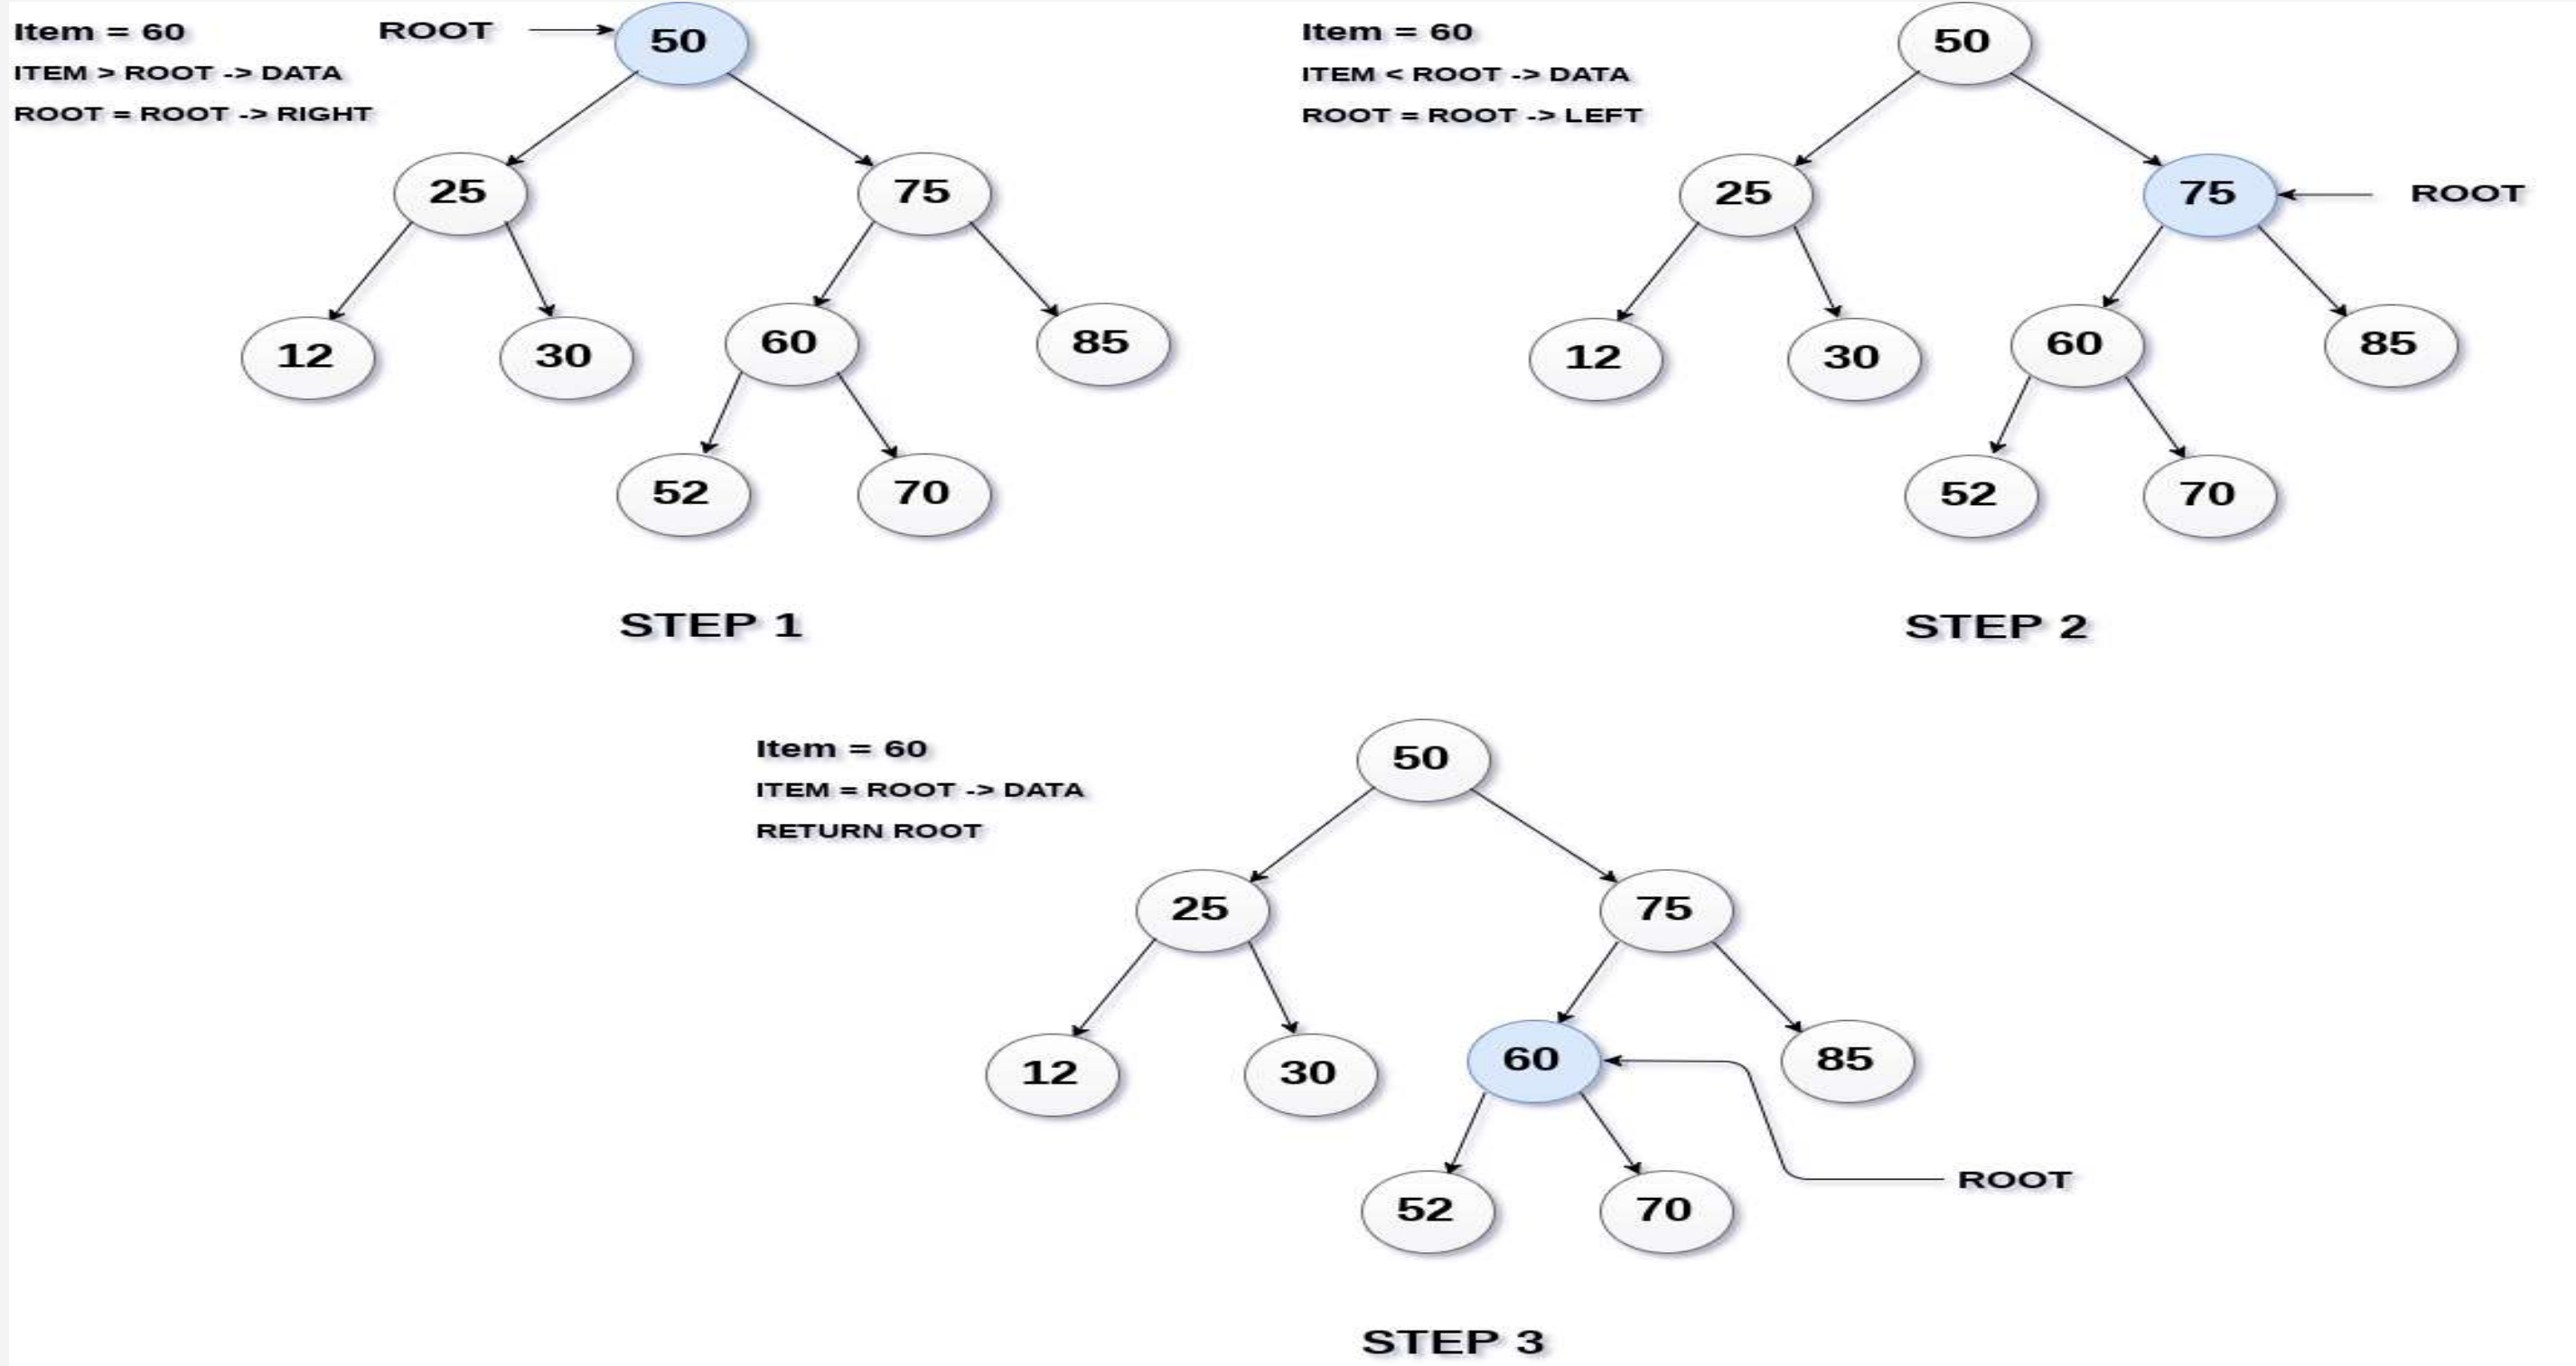 Item = 60
ROOT
50
ITEM > ROOT -> DATA
ROOT = ROOT -> RIGHT
25
75
12
30
60
85
52
70
STEP 1
Item = 60
50
ITEM < ROOT -> DATA
ROOT = ROOT -> LEFT
25
75
ROOT
12
30
60
85
52
70
STEP 2
Item = 60
50
ITEM = ROOT -> DATA
RETURN ROOT
25
75
12
30
60
85
ROOT
52
70
STEP 3